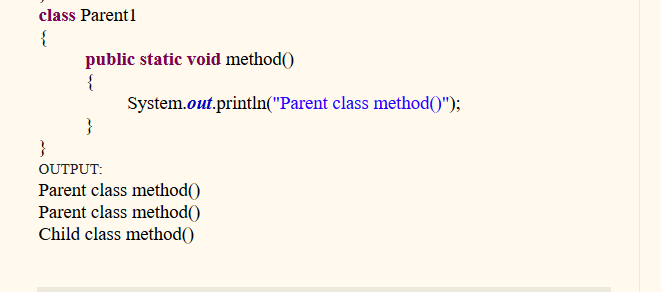 class Parent1
{
public static void method()
{
System.out.println("Parent class method()");
}
}
OUTPUT:
Parent class method()
Parent class method()
Child class method()